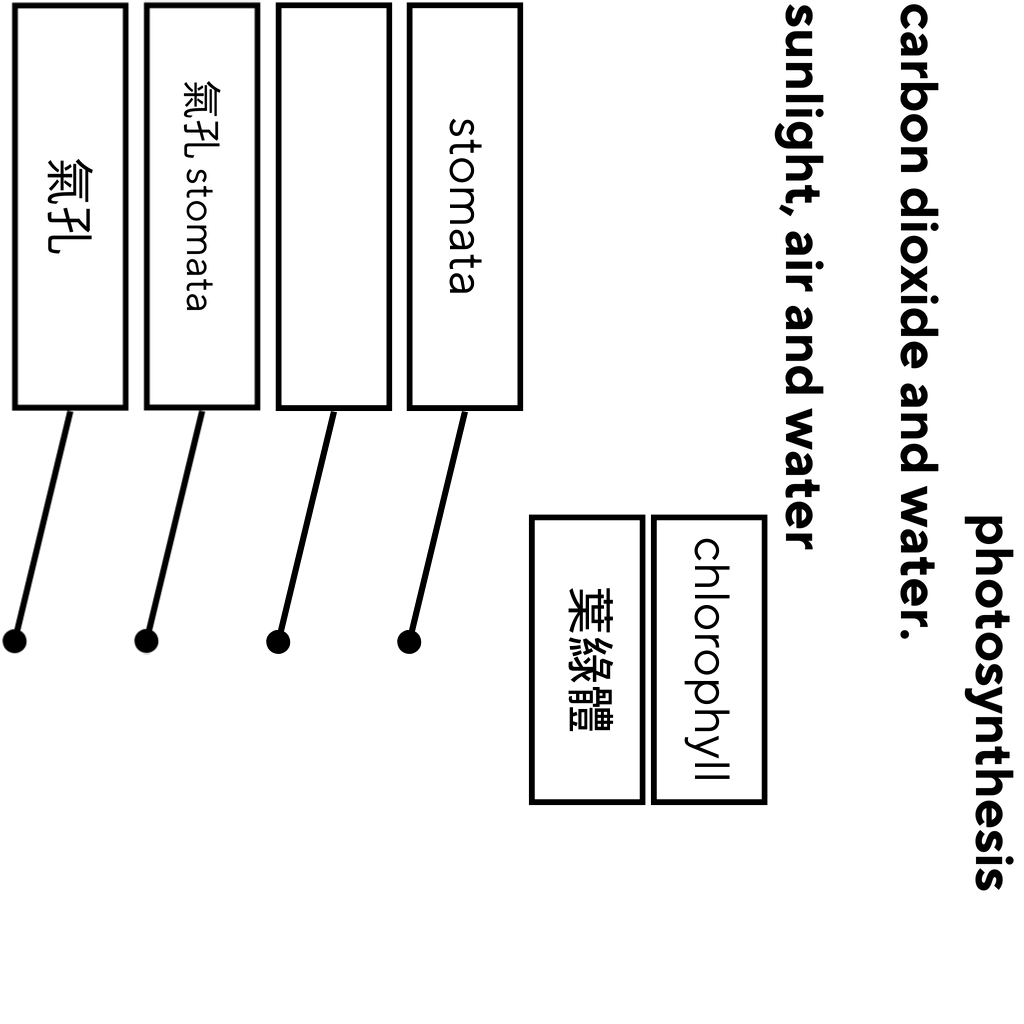 photosynthesis
carbon dioxide and water.
sunlight, air and water
chlorophyll
葉綠體
stomata
氣孔 stomata
氣孔